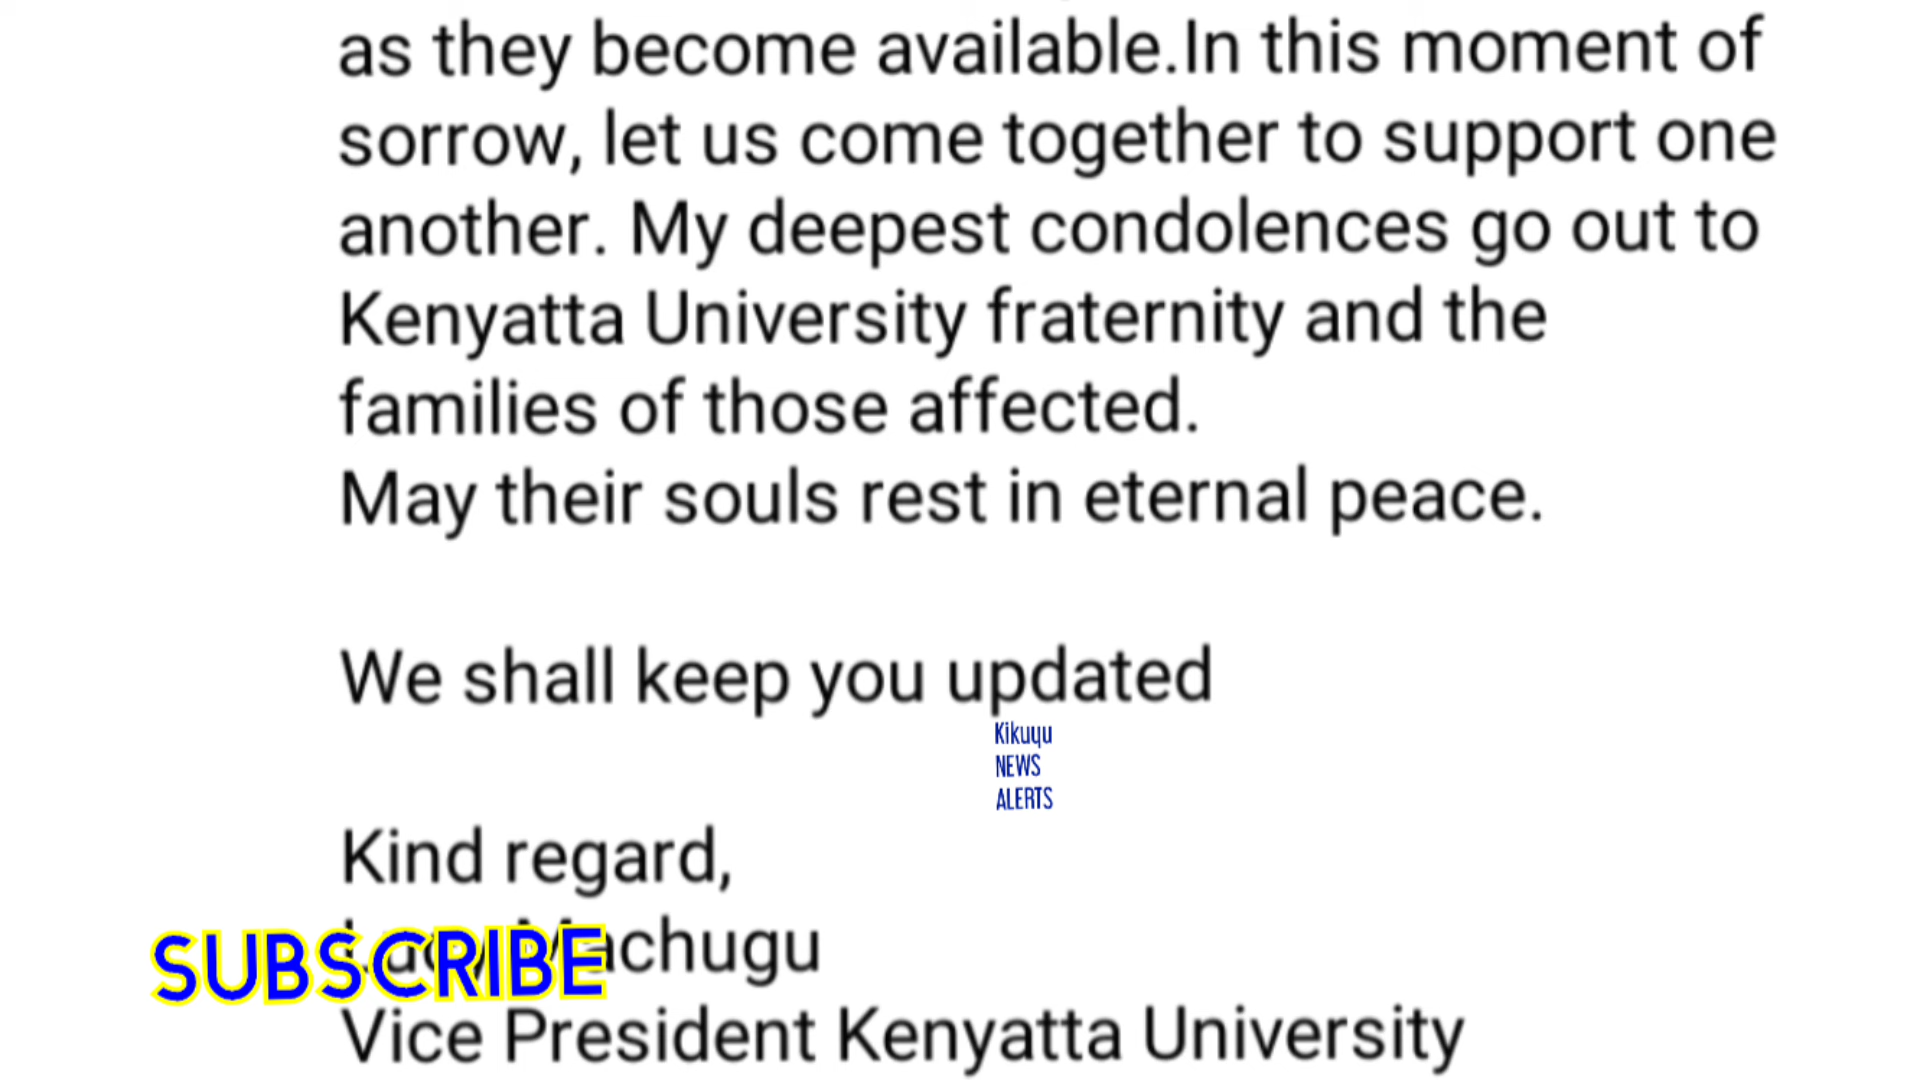 as they become available.In this moment of
sorrow, let us come together to support one
another. My deepest condolences go out to
Kenyatta University fraternity and the
families of those affected.
May their souls rest in eternal peace.
We shall keep you updated
Kikuyu
NEWS
ALERTS
Kind regard,
Machugu
SUBSCRIBE
Vice President Kenyatta University